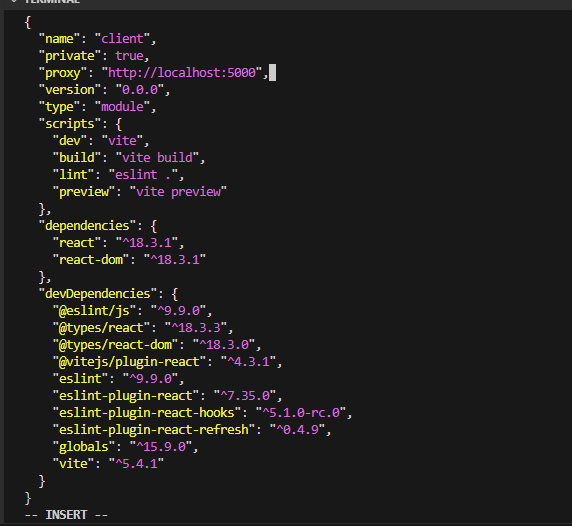 TERMINAL
{
  "name": "client",
  "private": true,
  "proxy": "http://localhost:5000",
  "version": "0.0.0",
  "type": "module",
  "scripts": {
    "dev": "vite",
    "build": "vite build",
    "lint": "eslint .",
    "preview": "vite preview"
  },
  "dependencies": {
    "react": "^18.3.1",
    "react-dom": "^18.3.1"
  },
  "devDependencies": {
    "@eslint/js": "^9.9.0",
    "@types/react": "^18.3.3",
    "@types/react-dom": "^18.3.0",
    "@vitejs/plugin-react": "^4.3.1",
    "eslint": "^9.9.0",
    "eslint-plugin-react": "^7.35.0",
    "eslint-plugin-react-hooks": "^5.1.0-rc.0",
    "eslint-plugin-react-refresh": "^0.4.9",
    "globals": "^15.9.0",
    "vite": "^5.4.1"
  }
}
-- INSERT --